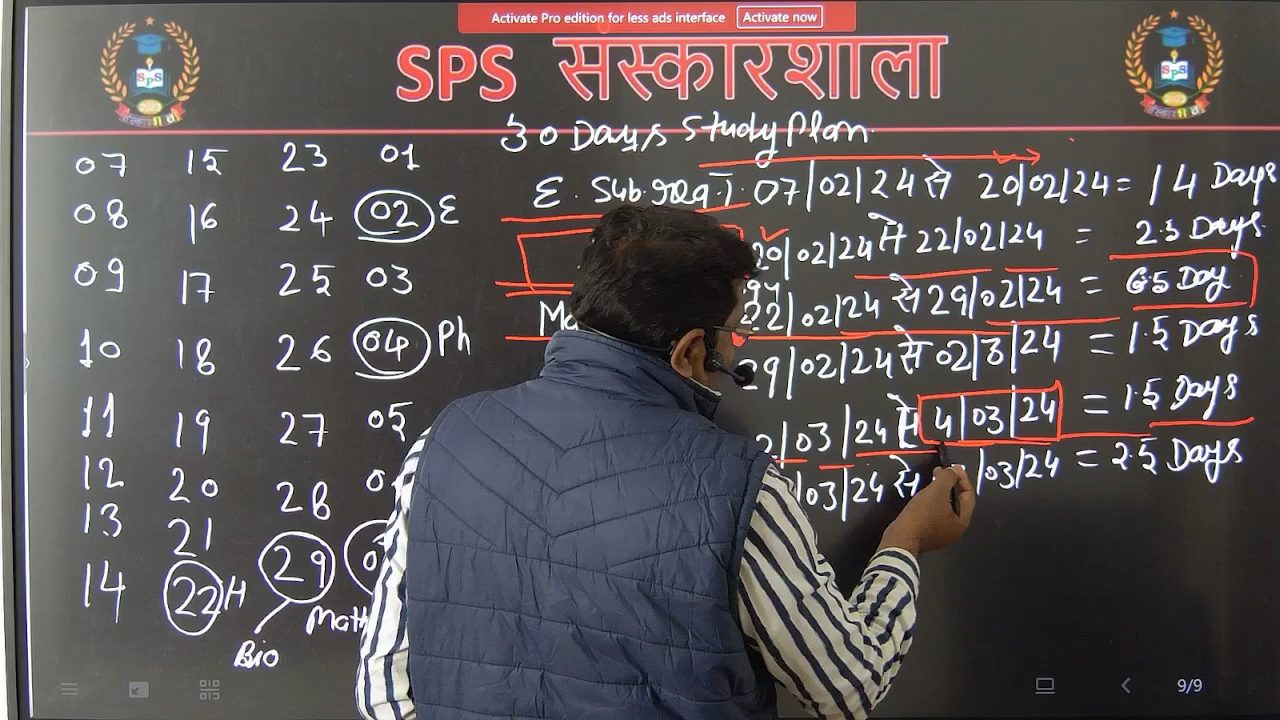 Activate Pro edition for less ads interface Activate now
SPS संस्कारशाला
SPS
SPS
30 Days Study Plan
07 15 23 01
08 16 24 02 E
09 17 25 03
10 18 26 04 Ph
11 19 27 05
12 20 28
13 21 29
14 22 H
Math
Bio
E. Sub. 07/02/24 से 20/02/24 = 14 Days
20/02/24 से 22/02/24 = 2.5 Days
22/02/24 से 29/02/24 = 6.5 Day
29/02/24 से 02/3/24 = 1.5 Days
03/24 से 4/03/24 = 1.5 Days
/03/24 से /03/24 = 2.5 Days
9/9